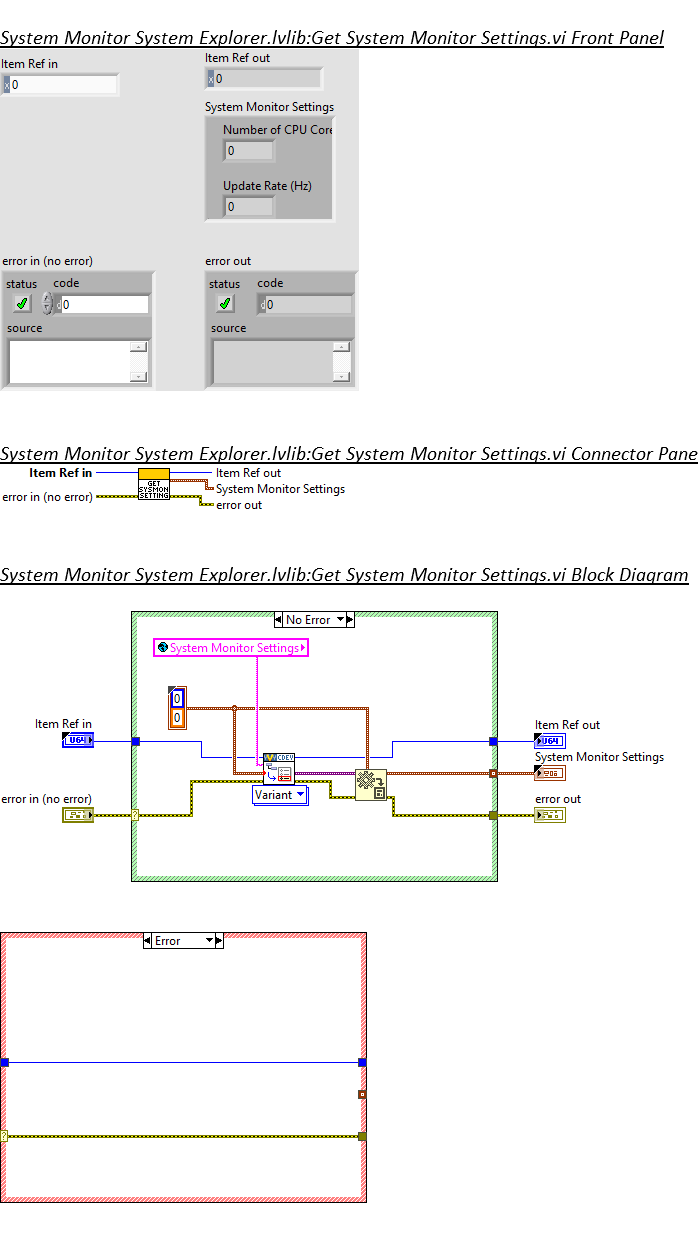 System Monitor System Explorer.lvlib:Get System Monitor Settings.vi Front Panel
Item Ref in
x 0
Item Ref out
x 0
System Monitor Settings
Number of CPU Core
0
Update Rate (Hz)
0
error in (no error)
status code
d 0
source
error out
status code
d 0
source
System Monitor System Explorer.lvlib:Get System Monitor Settings.vi Connector Pane
Item Ref in
error in (no error)
GET
SYSMON
SETTING
Item Ref out
System Monitor Settings
error out
System Monitor System Explorer.lvlib:Get System Monitor Settings.vi Block Diagram
No Error
System Monitor Settings
0
0
Item Ref in
U64
CDEV
Variant
error in (no error)
?
Item Ref out
U64
System Monitor Settings
error out
Error
?